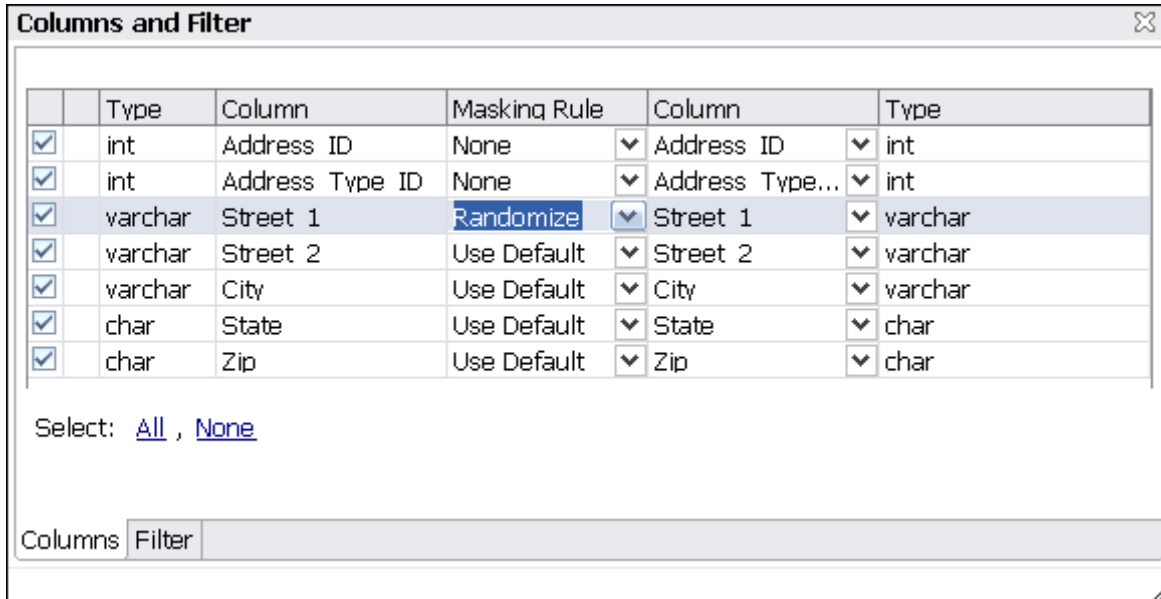 Columns and Filter
Type Column Masking Rule Column Type
int Address ID None Address ID int
int Address Type ID None Address Type... int
varchar Street 1 Randomize Street 1 varchar
varchar Street 2 Use Default Street 2 varchar
varchar City Use Default City varchar
char State Use Default State char
char Zip Use Default Zip char
Select: All , None
Columns Filter